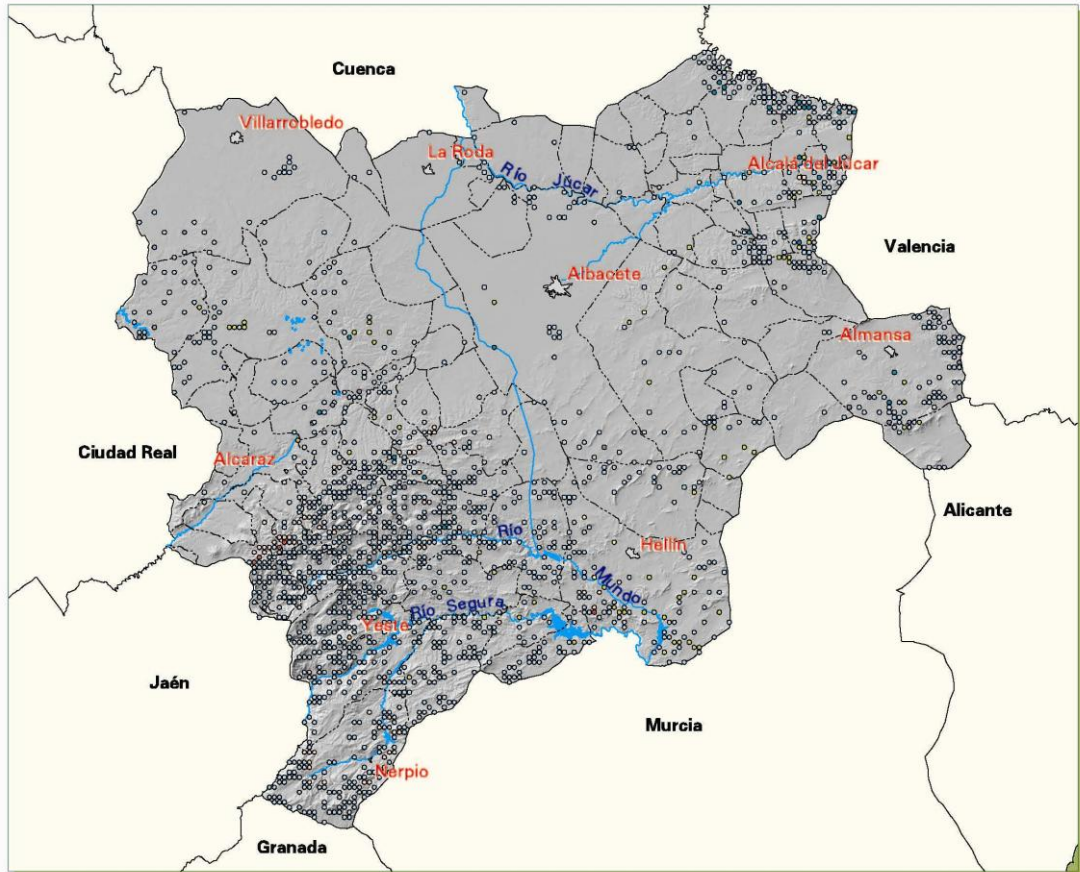 Cuenca
Villarrobledo
La Roda
Río Júcar
Alcalá del Júcar
Valencia
Albacete
Almansa
Ciudad Real
Alcaraz
Alicante
Hellín
Río Mundo
Río Segura
Yeste
Jaén
Murcia
Nerpio
Granada